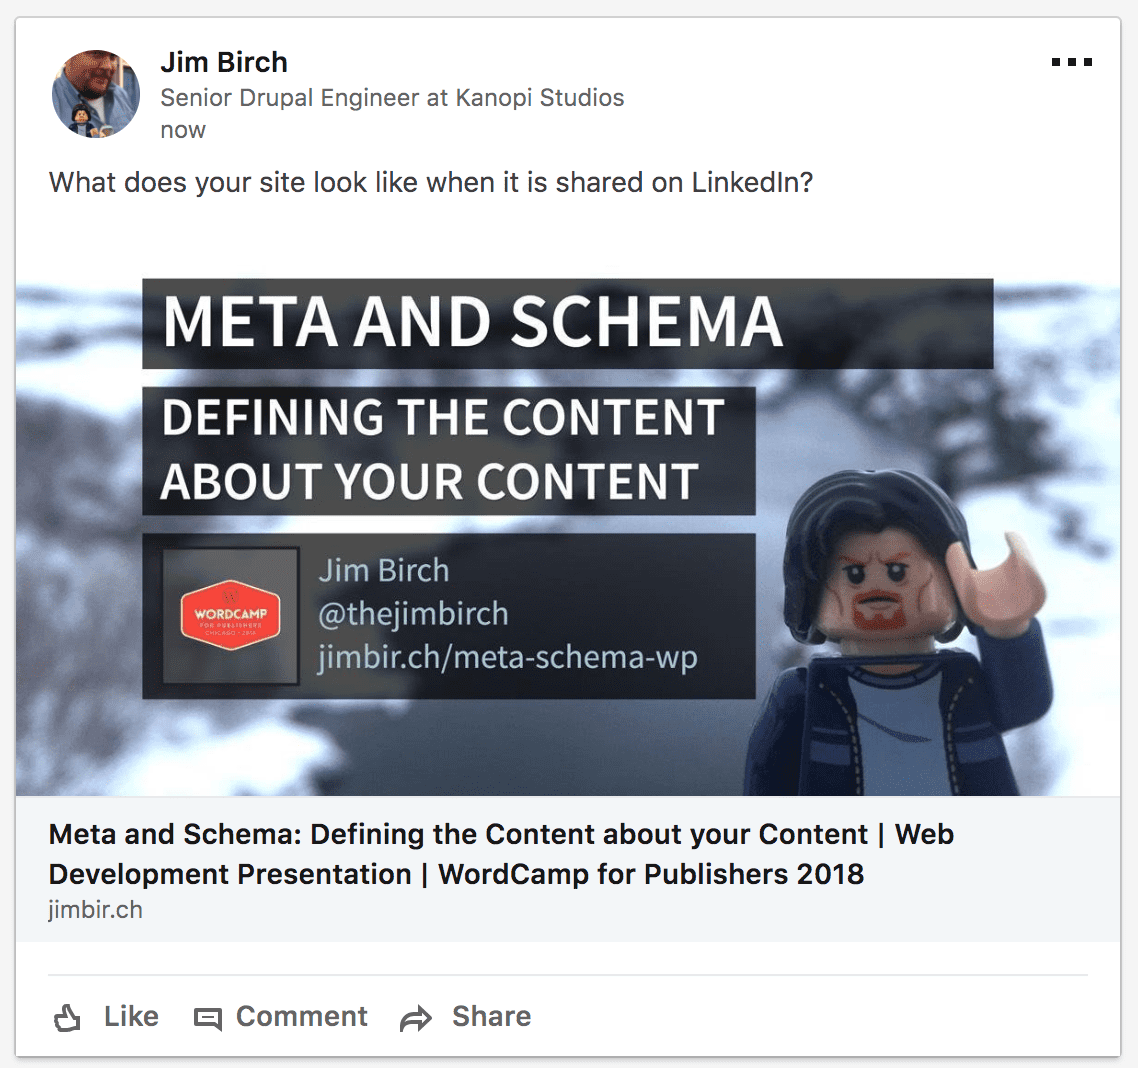 Jim Birch
Senior Drupal Engineer at Kanopi Studios
now
What does your site look like when it is shared on LinkedIn?
META AND SCHEMA
DEFINING THE CONTENT
ABOUT YOUR CONTENT
WORDCAMP
FOR PUBLISHERS
CHICAGO • 2018
Jim Birch
@thejimbirch
jimbir.ch/meta-schema-wp
Meta and Schema: Defining the Content about your Content | Web
Development Presentation | WordCamp for Publishers 2018
jimbir.ch
Like Comment Share